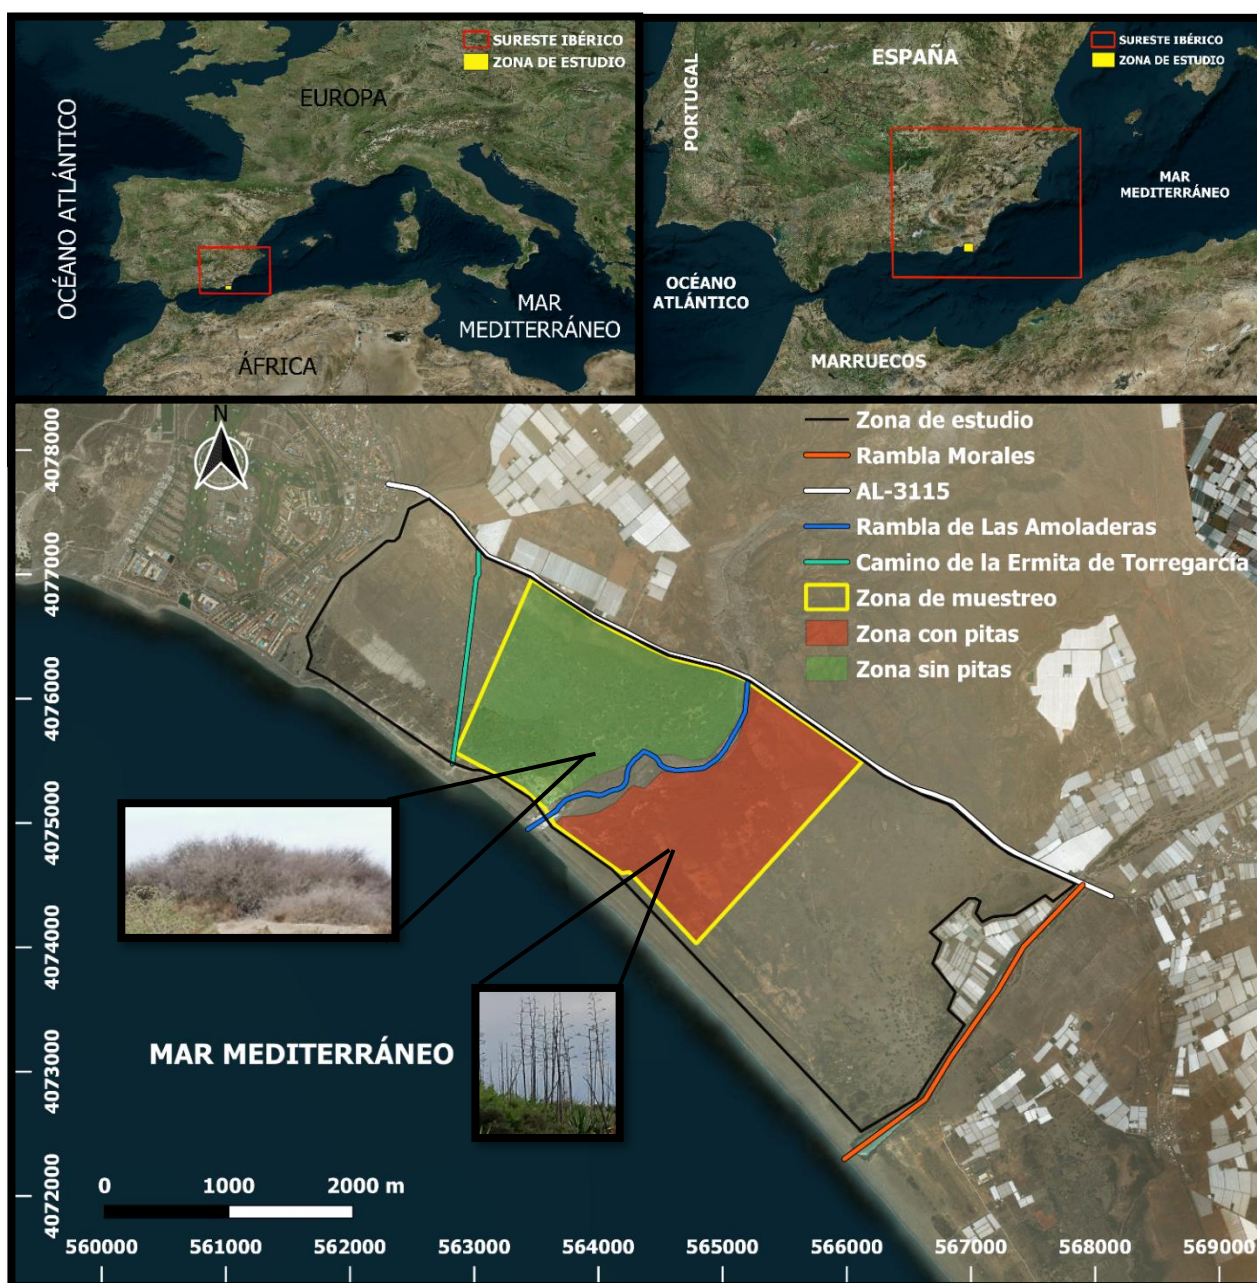 SURESTE IBÉRICO
ZONA DE ESTUDIO
EUROPA
OCÉANO ATLÁNTICO
MAR
MEDITERRÁNEO
ÁFRICA
SURESTE IBÉRICO
ZONA DE ESTUDIO
ESPAÑA
PORTUGAL
MAR
MEDITERRÁNEO
OCÉANO
ATLÁNTICO
MARRUECOS
N
Zona de estudio
Rambla Morales
AL-3115
Rambla de Las Amoladeras
Camino de la Ermita de Torregarcía
Zona de muestreo
Zona con pitas
Zona sin pitas
4078000
4077000
4076000
4075000
4074000
4073000
4072000
MAR MEDITERRÁNEO
0 1000 2000 m
560000 561000 562000 563000 564000 565000 566000 567000 568000 569000